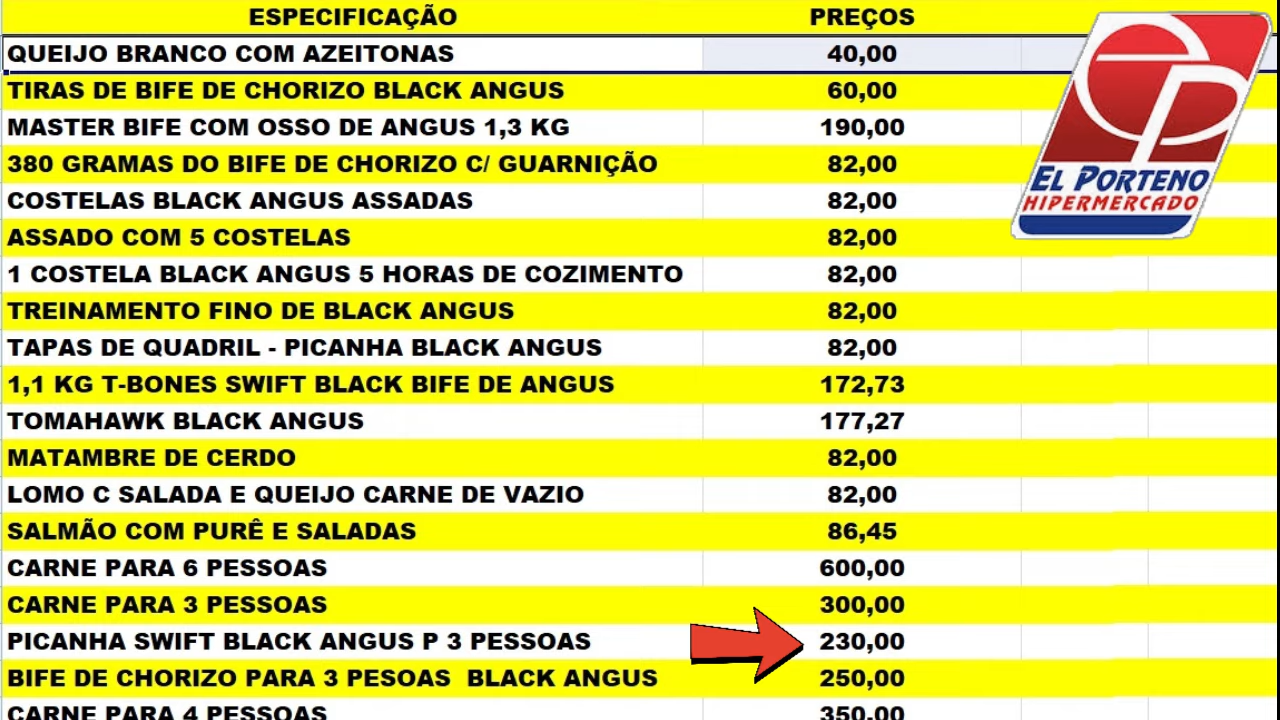 ESPECIFICAÇÃO PREÇOS
QUEIJO BRANCO COM AZEITONAS 40,00
TIRAS DE BIFE DE CHORIZO BLACK ANGUS 60,00
MASTER BIFE COM OSSO DE ANGUS 1,3 KG 190,00
380 GRAMAS DO BIFE DE CHORIZO C/ GUARNIÇÃO 82,00
COSTELAS BLACK ANGUS ASSADAS 82,00
ASSADO COM 5 COSTELAS 82,00
1 COSTELA BLACK ANGUS 5 HORAS DE COZIMENTO 82,00
TREINAMENTO FINO DE BLACK ANGUS 82,00
TAPAS DE QUADRIL - PICANHA BLACK ANGUS 82,00
1,1 KG T-BONES SWIFT BLACK BIFE DE ANGUS 172,73
TOMAHAWK BLACK ANGUS 177,27
MATAMBRE DE CERDO 82,00
LOMO C SALADA E QUEIJO CARNE DE VAZIO 82,00
SALMÃO COM PURÊ E SALADAS 86,45
CARNE PARA 6 PESSOAS 600,00
CARNE PARA 3 PESSOAS 300,00
PICANHA SWIFT BLACK ANGUS P 3 PESSOAS 230,00
BIFE DE CHORIZO PARA 3 PESOAS BLACK ANGUS 250,00
CARNE PARA 4 PESSOAS 350,00
EP
EL PORTENO
HIPERMERCADO